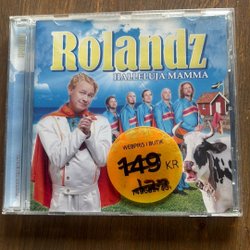 Rolandz
HALLELUJA MAMMA
WEBPRIS I BUTIK
149 KR